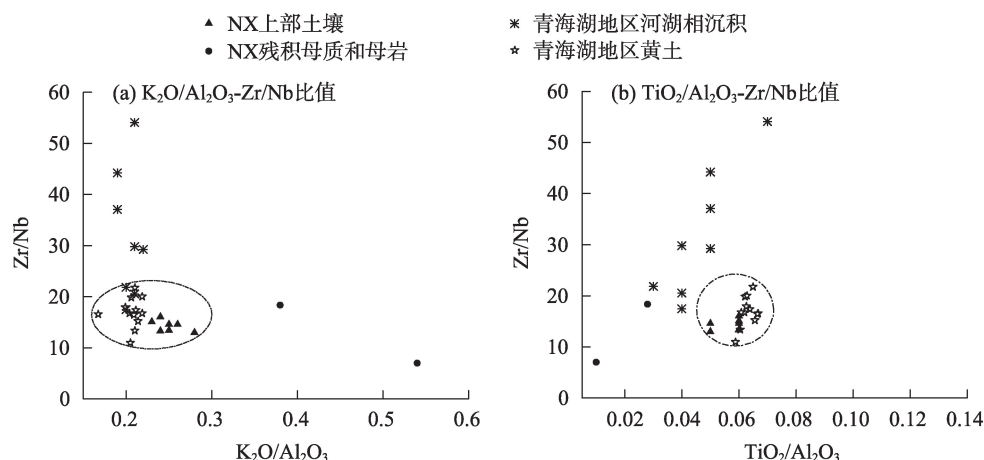 ▲ NX上部土壤
✳ 青海湖地区河湖相沉积
● NX残积母质和母岩
☆ 青海湖地区黄土
(a) K₂O/Al₂O₃-Zr/Nb比值
60
50
40
30
20
10
0
Zr/Nb
0.2 0.3 0.4 0.5 0.6
K₂O/Al₂O₃
(b) TiO₂/Al₂O₃-Zr/Nb比值
60
50
40
30
20
10
0
Zr/Nb
0.02 0.04 0.06 0.08 0.10 0.12 0.14
TiO₂/Al₂O₃